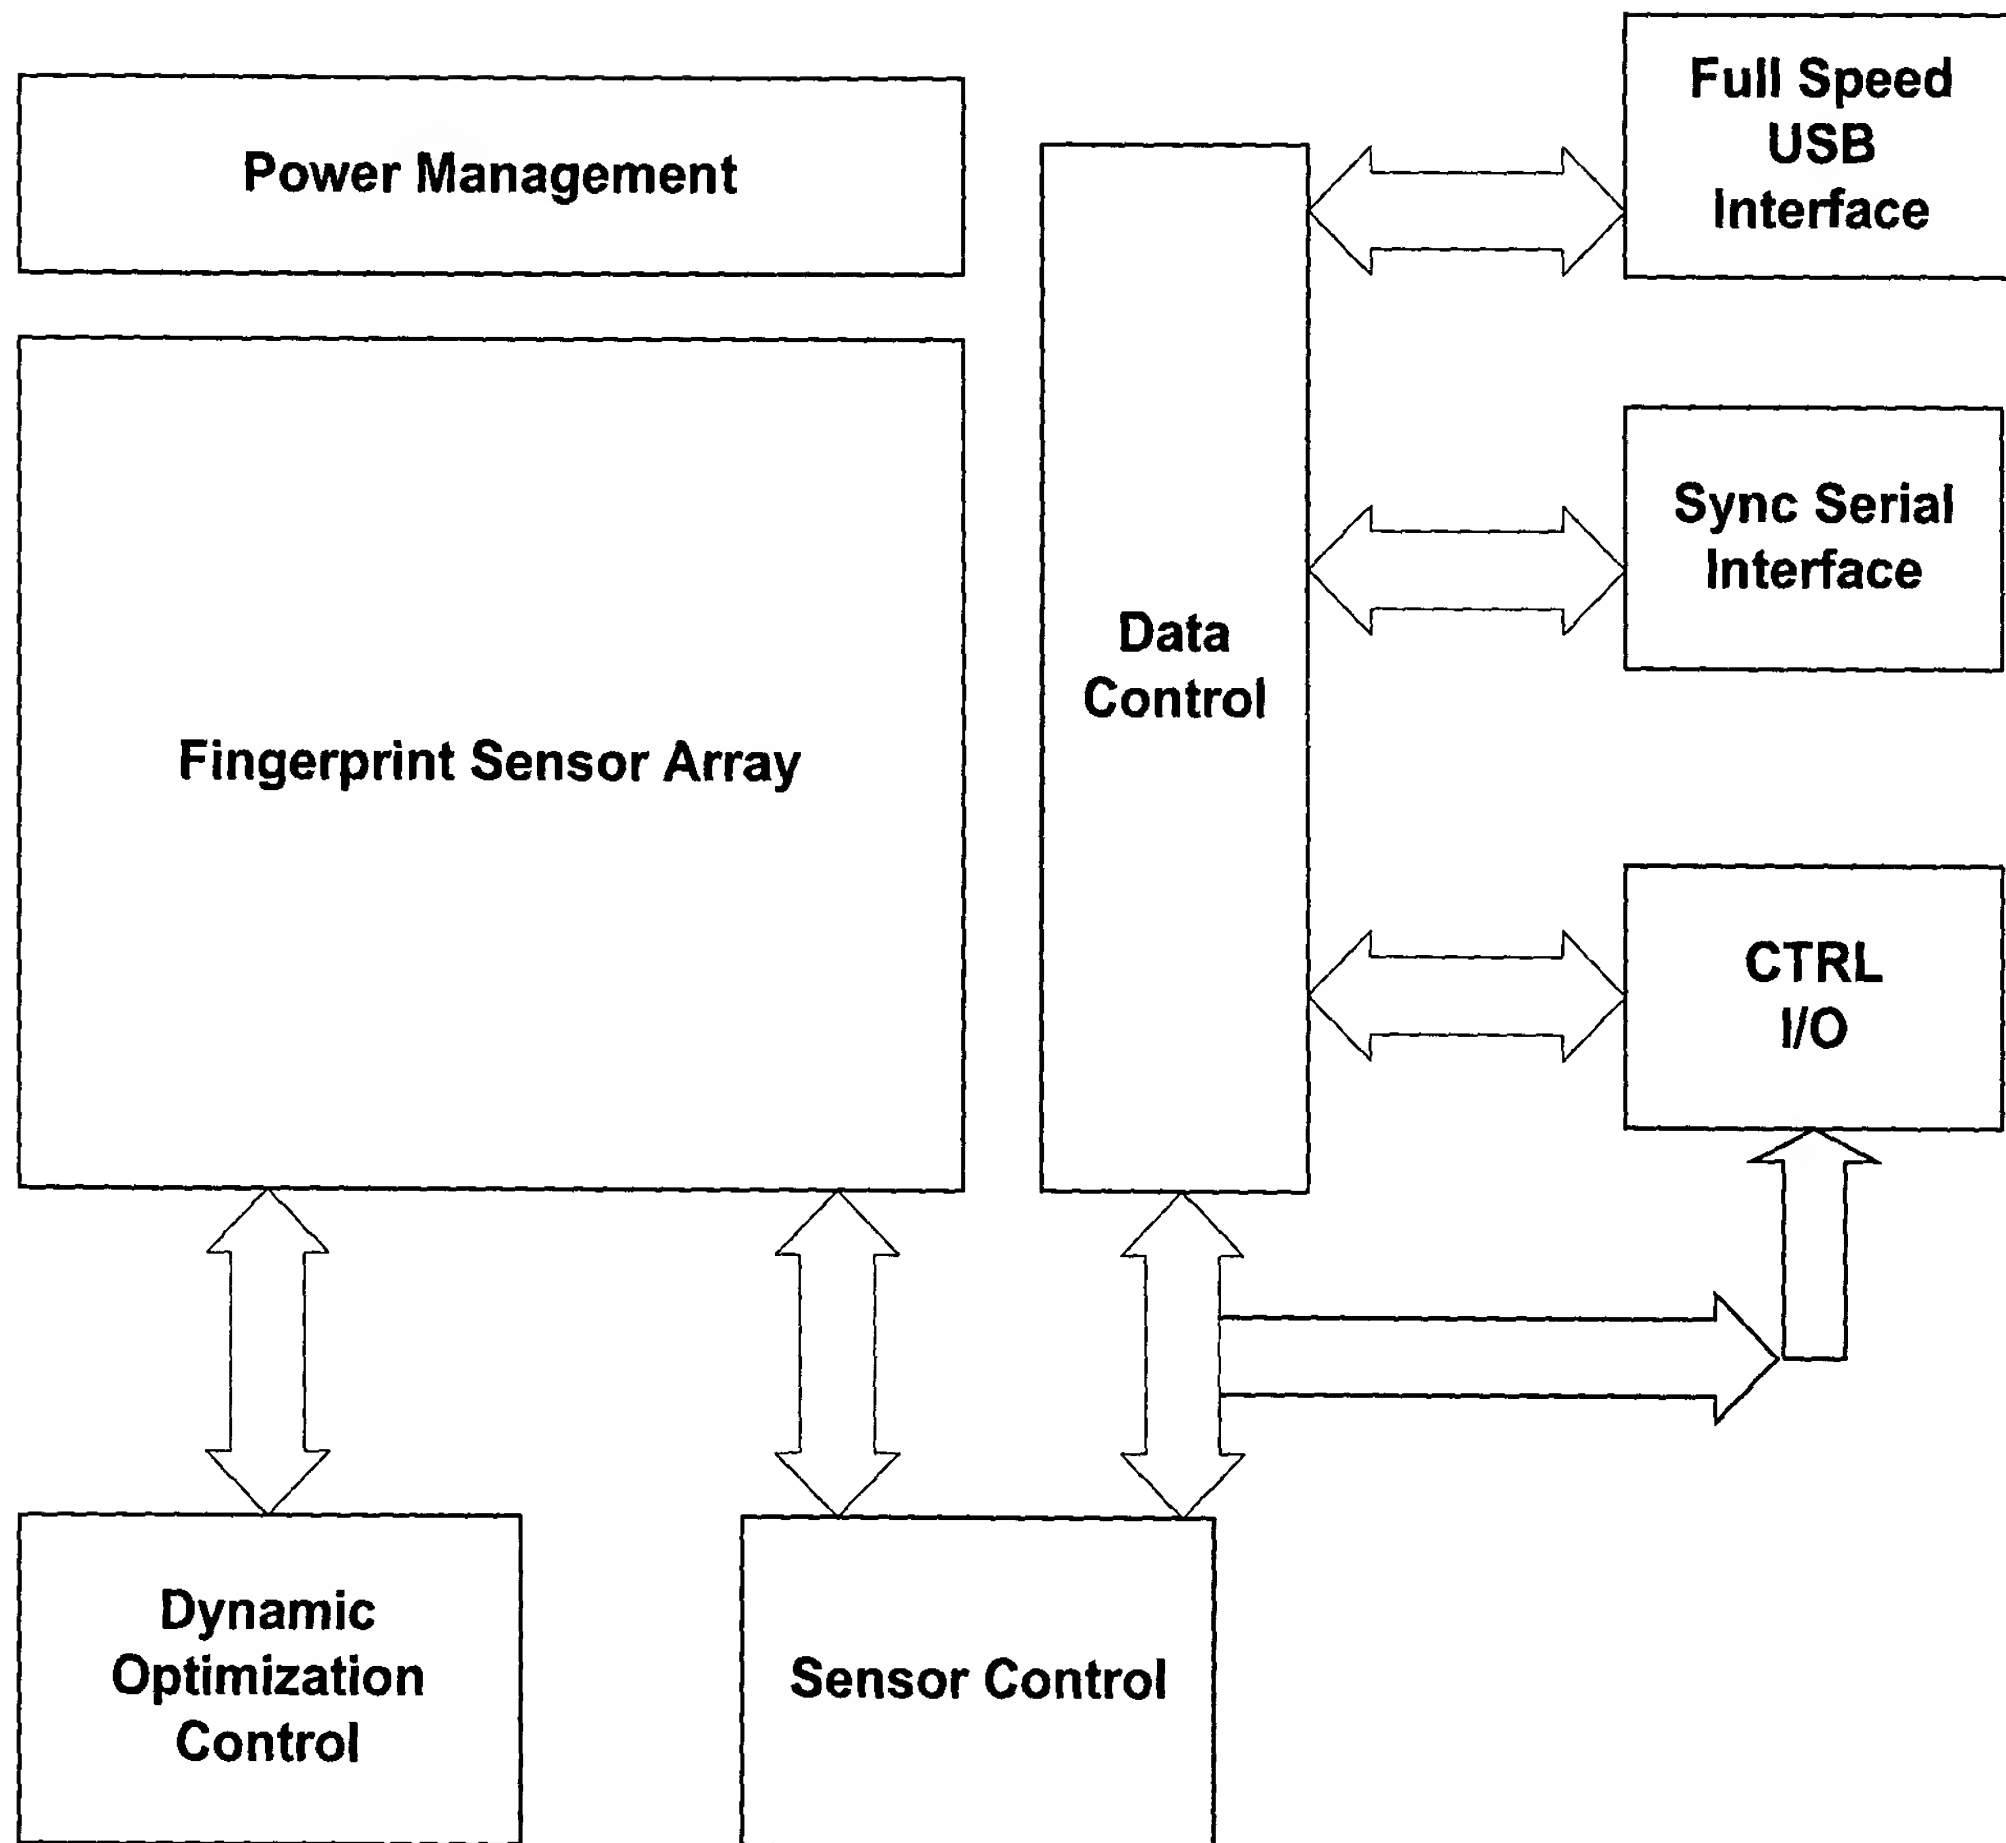 Full Speed
USB
Interface
Power Management
Sync Serial
Interface
Data
Control
Fingerprint Sensor Array
CTRL
I/O
Dynamic
Optimization
Control
Sensor Control